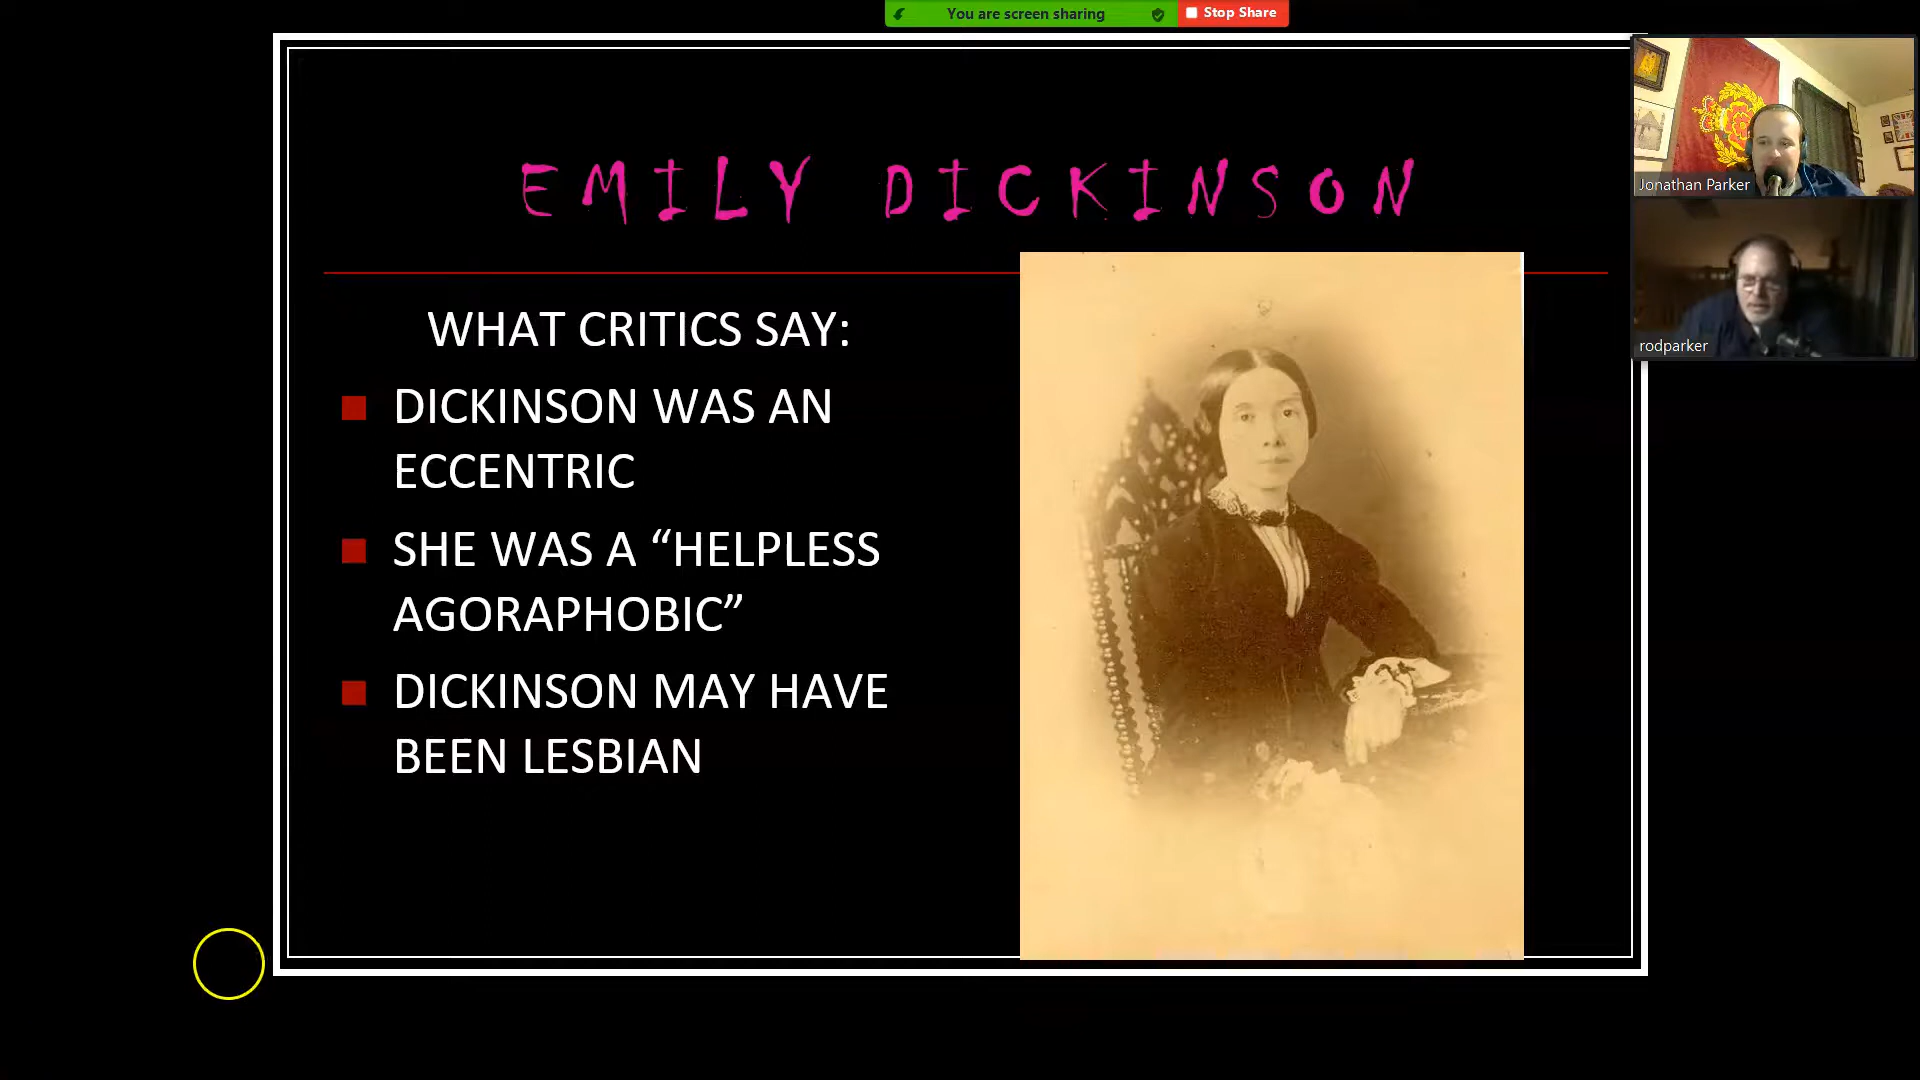 You are screen sharing
Stop Share
EMILY DICKINSON
WHAT CRITICS SAY:
DICKINSON WAS AN
ECCENTRIC
SHE WAS A “HELPLESS
AGORAPHOBIC”
DICKINSON MAY HAVE
BEEN LESBIAN
Jonathan Parker
rodparker